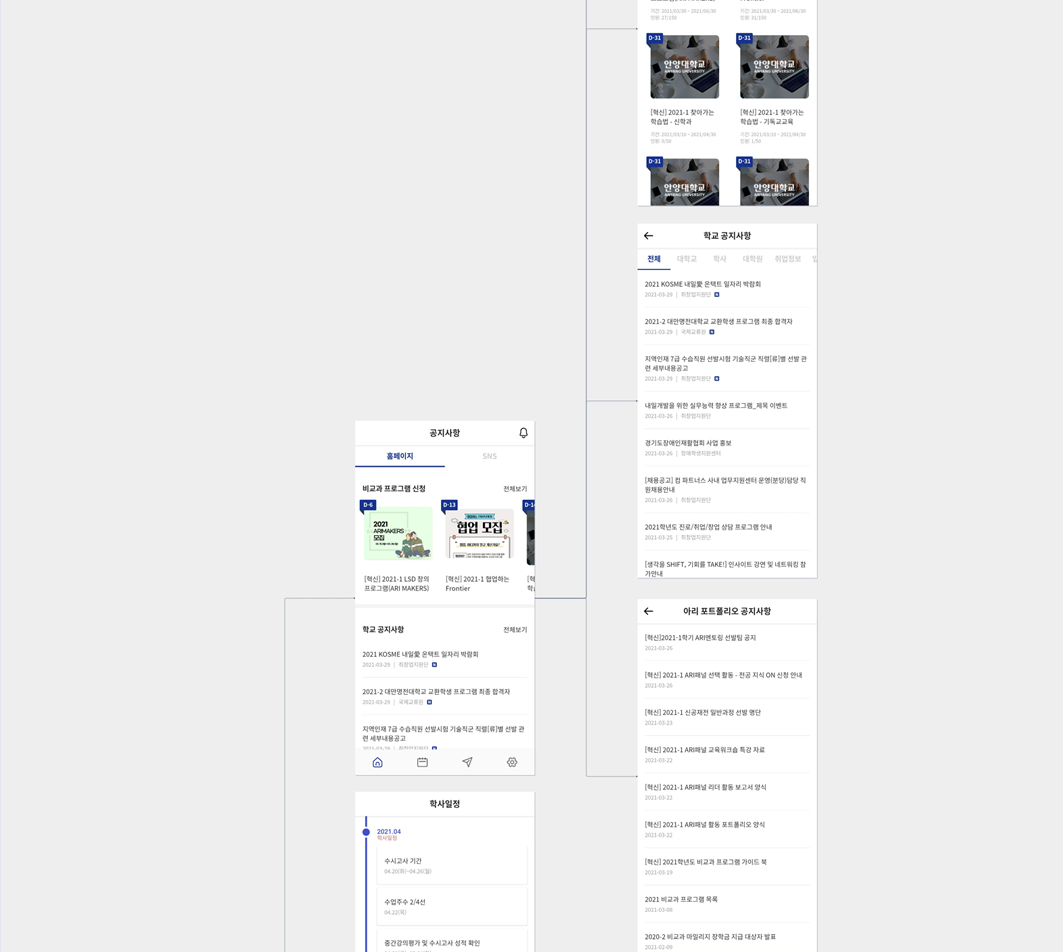 기간: 2021/03/30 ~ 2021/06/30
인원: 27/150
기간: 2021/03/30 ~ 2021/06/30
인원: 31/150
D-31
안양대학교
ANYANG UNIVERSITY
[혁신] 2021-1 찾아가는
학습법 - 신학과
기간: 2021/03/30 ~ 2021/04/30
인원: 0/50
D-31
안양대학교
ANYANG UNIVERSITY
[혁신] 2021-1 찾아가는
학습법 - 기독교교육
기간: 2021/03/30 ~ 2021/04/30
인원: 1/50
D-31
안양대학교
ANYANG UNIVERSITY
D-31
안양대학교
ANYANG UNIVERSITY
학교 공지사항
전체 대학교 학사 대학원 취업정보
2021 KOSME 내일愛 온택트 일자리 박람회
2021-03-29 | 취창업지원단 N
2021-2 대만명전대학교 교환학생 프로그램 최종 합격자
2021-03-29 | 국제교류원 N
지역인재 7급 수습직원 선발시험 기술직군 직렬[류]별 선발 관
련 세부내용공고
2021-03-29 | 취창업지원단 N
내일개발을 위한 실무능력 향상 프로그램_제목 이벤트
2021-03-26 | 취창업지원단
경기도장애인재활협회 사업 홍보
2021-03-26 | 장애학생지원센터
[채용공고] 컴 파트너스 사내 업무지원센터 운영(분당)담당 직
원채용안내
2021-03-26 | 취창업지원단
2021학년도 진로/취업/창업 상담 프로그램 안내
2021-03-25 | 취창업지원단
[생각을 SHIFT, 기회를 TAKE!] 인사이트 강연 및 네트워킹 참
가안내
공지사항
홈페이지 SNS
비교과 프로그램 신청 전체보기
D-6
2021
ARIMAKERS
모집
[혁신] 2021-1 LSD 창의
프로그램(ARI MAKERS)
D-13
협업 모집
[혁신] 2021-1 협업하는
Frontier
학교 공지사항 전체보기
2021 KOSME 내일愛 온택트 일자리 박람회
2021-03-29 | 취창업지원단 N
2021-2 대만명전대학교 교환학생 프로그램 최종 합격자
2021-03-29 | 국제교류원 N
지역인재 7급 수습직원 선발시험 기술직군 직렬[류]별 선발 관
련 세부내용공고
2021-03-29 | 취창업지원단
아리 포트폴리오 공지사항
[혁신]2021-1학기 ARI멘토링 선발팀 공지
2021-03-26
[혁신] 2021-1 ARI패널 선택 활동 - 전공 지식 ON 신청 안내
2021-03-26
[혁신] 2021-1 신공재전 일반과정 선발 명단
2021-03-23
[혁신] 2021-1 ARI패널 교육워크숍 특강 자료
2021-03-22
[혁신] 2021-1 ARI패널 리더 활동 보고서 양식
2021-03-22
[혁신] 2021-1 ARI패널 활동 포트폴리오 양식
2021-03-22
[혁신] 2021학년도 비교과 프로그램 가이드 북
2021-03-19
2021 비교과 프로그램 목록
2021-03-08
2020-2 비교과 마일리지 장학금 지급 대상자 발표
2021-02-09
학사일정
2021.04
학사일정
수시고사 기간
04.20(화)~04.26(월)
수업주수 2/4선
04.22(목)
중간강의평가 및 수시고사 성적 확인